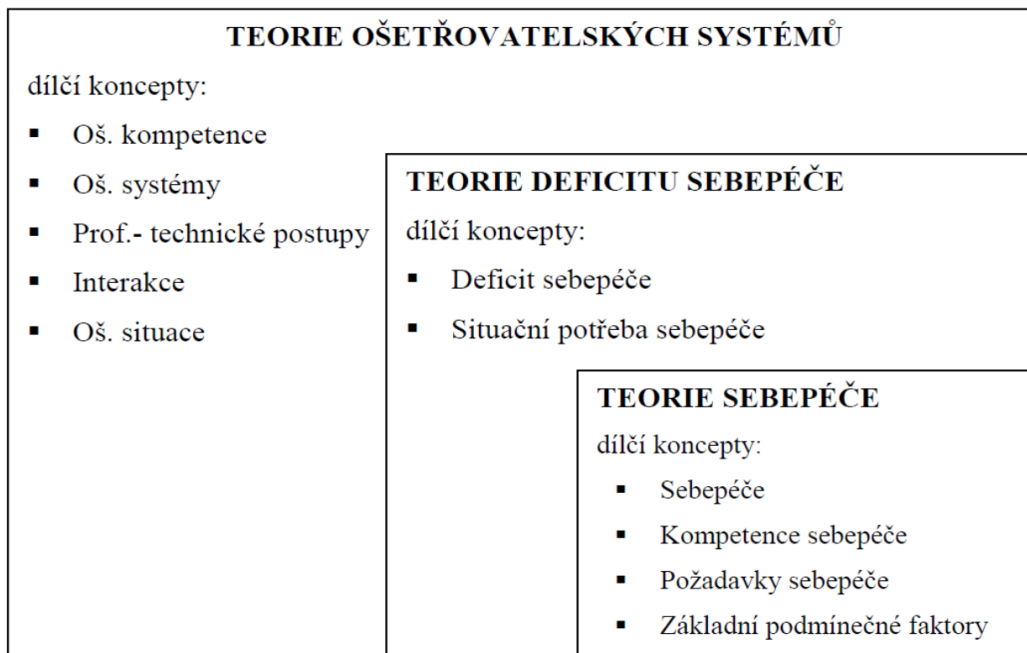 TEORIE OŠETŘOVATELSKÝCH SYSTÉMŮ
dílčí koncepty:
▪ Oš. kompetence
▪ Oš. systémy
▪ Prof.- technické postupy
▪ Interakce
▪ Oš. situace
TEORIE DEFICITU SEBEPÉČE
dílčí koncepty:
▪ Deficit sebepéče
▪ Situační potřeba sebepéče
TEORIE SEBEPÉČE
dílčí koncepty:
▪ Sebepéče
▪ Kompetence sebepéče
▪ Požadavky sebepéče
▪ Základní podmínečné faktory